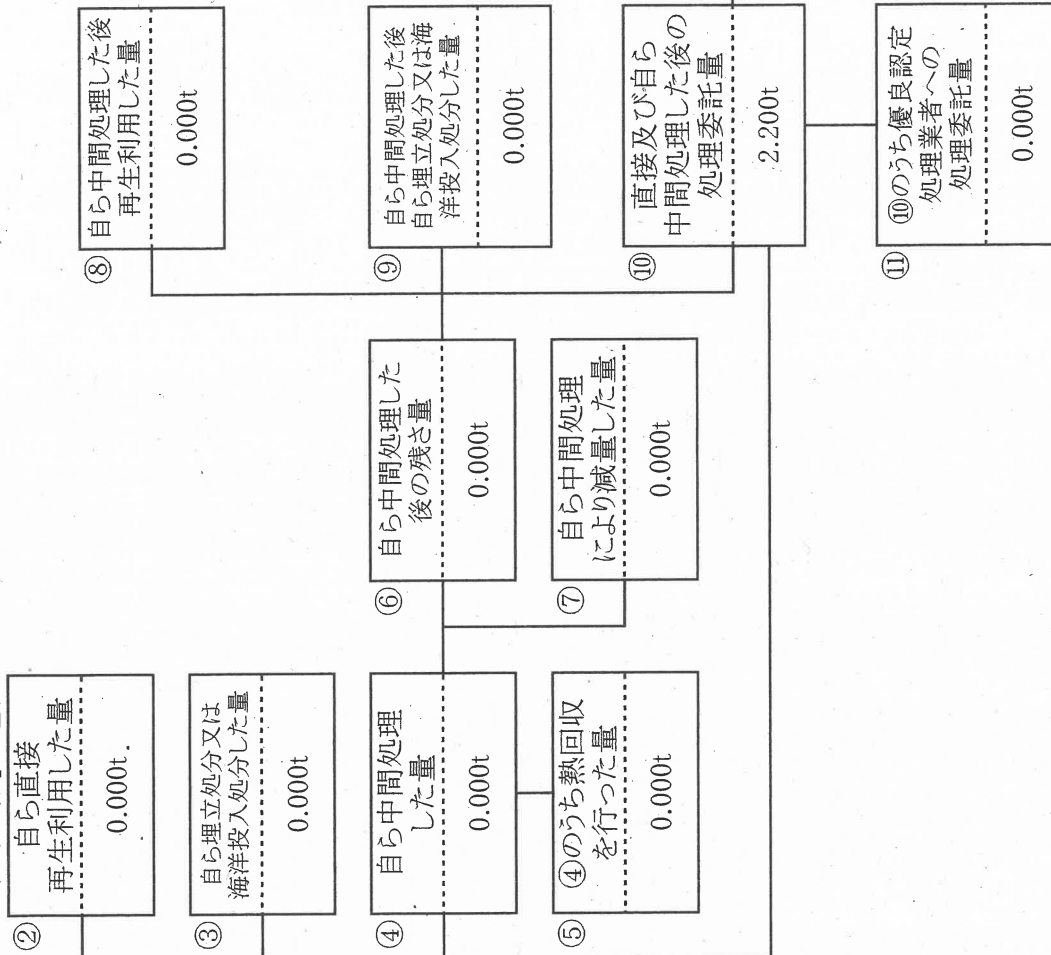 ②
自ら直接
再生利用した量
0.000t
③
自ら埋立処分又は
海洋投入処分した量
0.000t
④
自ら中間処理
した量
0.000t
⑤
④のうち熱回収
を行った量
0.000t
⑥
自ら中間処理した
後の残さ量
0.000t
⑦
自ら中間処理
により減量した量
0.000t
⑧
自ら中間処理した後
再生利用した量
0.000t
⑨
自ら中間処理した後
自ら埋立処分又は海
洋投入処分した量
0.000t
⑩
直接及び自ら
中間処理した後の
処理委託量
2.200t
⑪
⑩のうち優良認定
処理業者への
処理委託量
0.000t